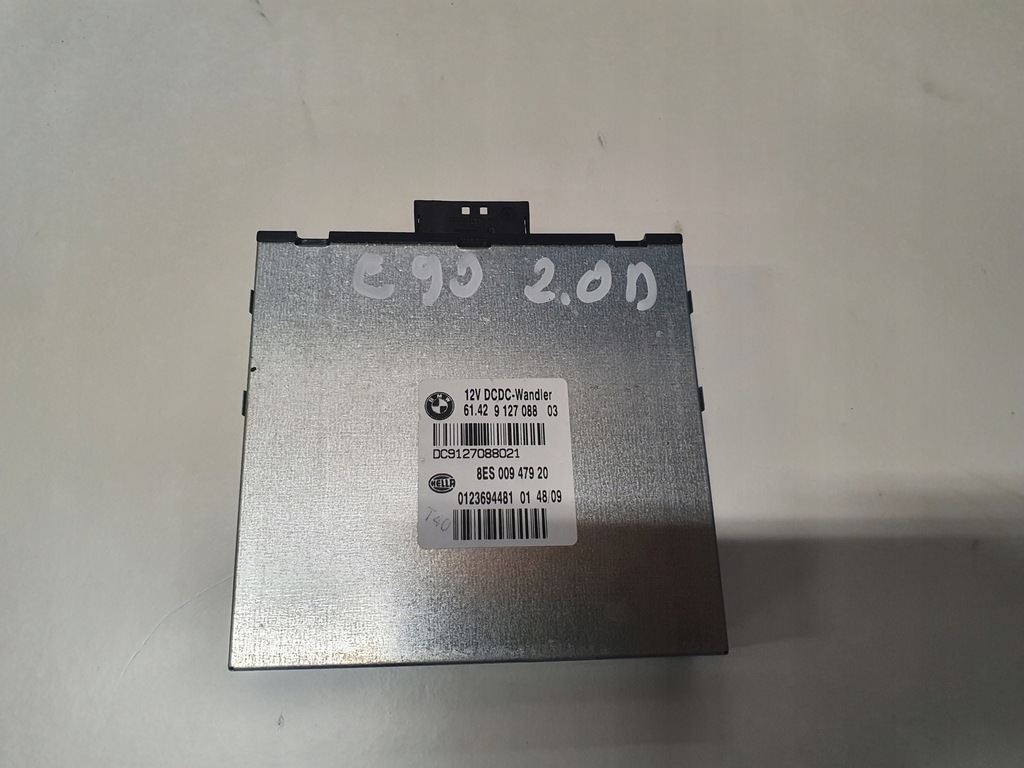 E90 2.0D
12V DCDC-Wandler
61.42 9 127 088 03
DC9127088021
8ES 009 479 20
HELLA
0123694481 01 48/09
T40